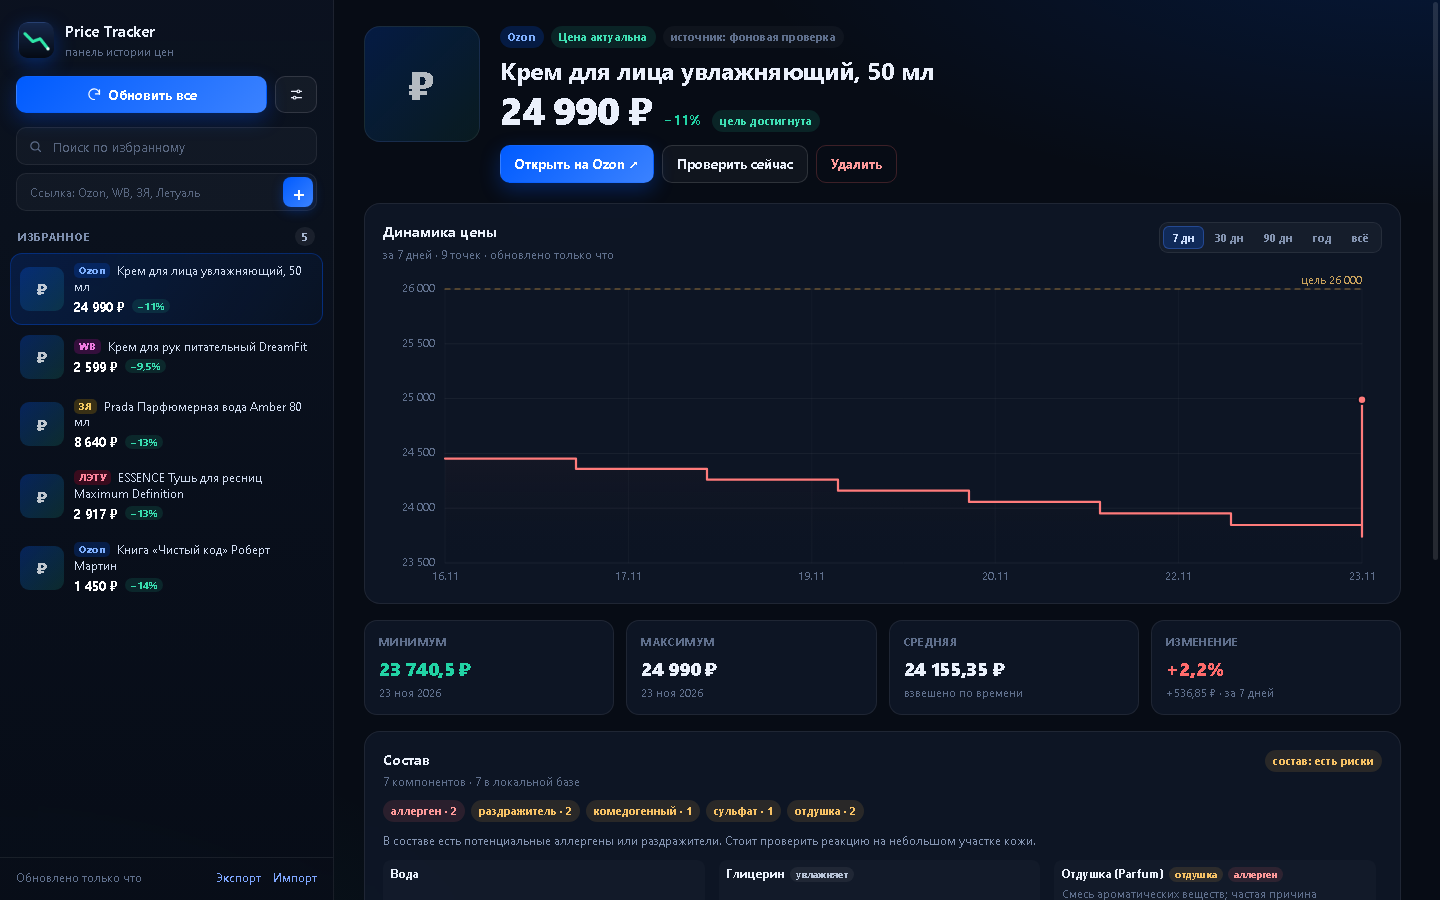 Price Tracker
панель истории цен
Обновить все
Поиск по избранному
Ссылка: Ozon, WB, ЗЯ, Летуаль
+
ИЗБРАННОЕ 5
₽
Ozon Крем для лица увлажняющий, 50
мл
24 990 ₽ −11%
₽
WB Крем для рук питательный DreamFit
2 599 ₽ −9,5%
₽
ЗЯ Prada Парфюмерная вода Amber 80
мл
8 640 ₽ −13%
₽
ЛЭТУ ESSENCE Тушь для ресниц
Maximum Definition
2 917 ₽ −13%
₽
Ozon Книга «Чистый код» Роберт
Мартин
1 450 ₽ −14%
Обновлено только что Экспорт Импорт
₽
Ozon Цена актуальна источник: фоновая проверка
Крем для лица увлажняющий, 50 мл
24 990 ₽ −11% цель достигнута
Открыть на Ozon ↗ Проверить сейчас Удалить
Динамика цены
за 7 дней · 9 точек · обновлено только что
7 дн 30 дн 90 дн год всё
цель 26 000
26 000
25 500
25 000
24 500
24 000
23 500
16.11 17.11 19.11 20.11 22.11 23.11
МИНИМУМ
23 740,5 ₽
23 ноя 2026
МАКСИМУМ
24 990 ₽
23 ноя 2026
СРЕДНЯЯ
24 155,35 ₽
взвешено по времени
ИЗМЕНЕНИЕ
+2,2%
+536,85 ₽ · за 7 дней
Состав
7 компонентов · 7 в локальной базе
состав: есть риски
аллерген · 2 раздражитель · 2 комедогенный · 1 сульфат · 1 отдушка · 2
В составе есть потенциальные аллергены или раздражители. Стоит проверить реакцию на небольшом участке кожи.
Вода
Глицерин увлажняет
Отдушка (Parfum) отдушка аллерген
Смесь ароматических веществ; частая причина